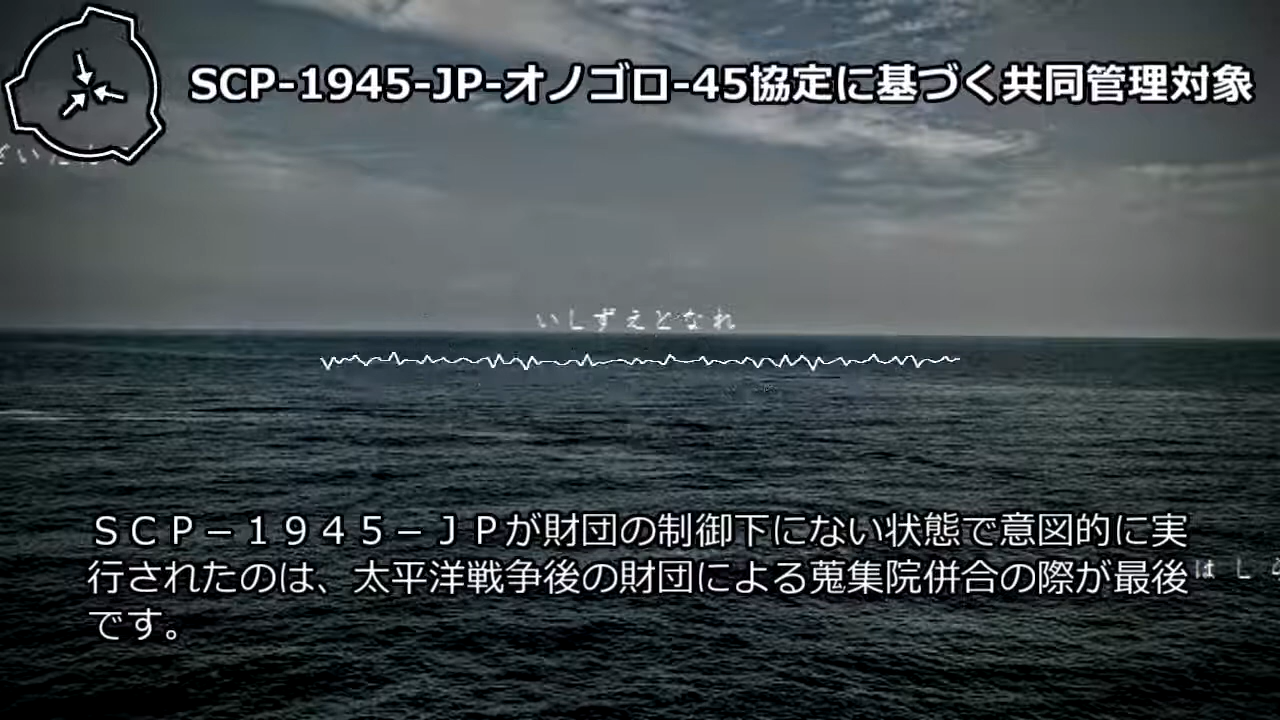 SCP-1945-JP-オノゴロ-45協定に基づく共同管理対象
いしずえとなれ
ＳＣＰ－１９４５－ＪＰが財団の制御下にない状態で意図的に実
行されたのは、太平洋戦争後の財団による蒐集院併合の際が最後
です。